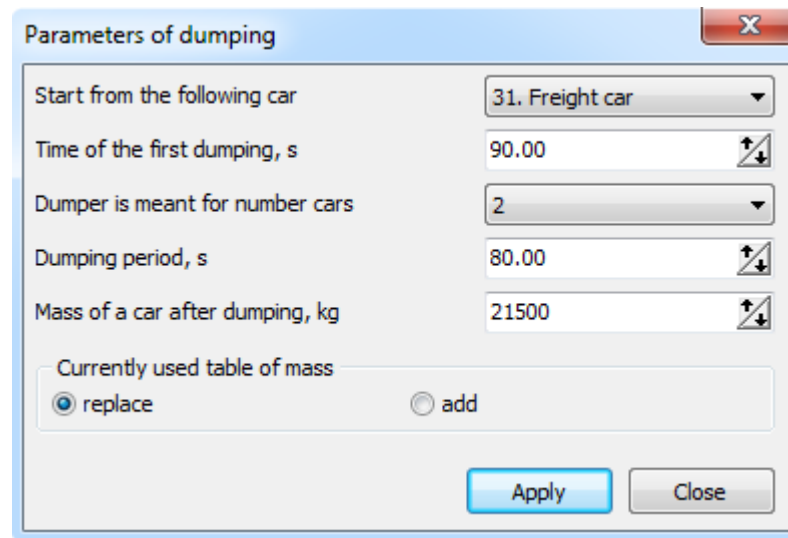 Parameters of dumping
Start from the following car 31. Freight car
Time of the first dumping, s 90.00
Dumper is meant for number cars 2
Dumping period, s 80.00
Mass of a car after dumping, kg 21500
Currently used table of mass
replace add
Apply Close